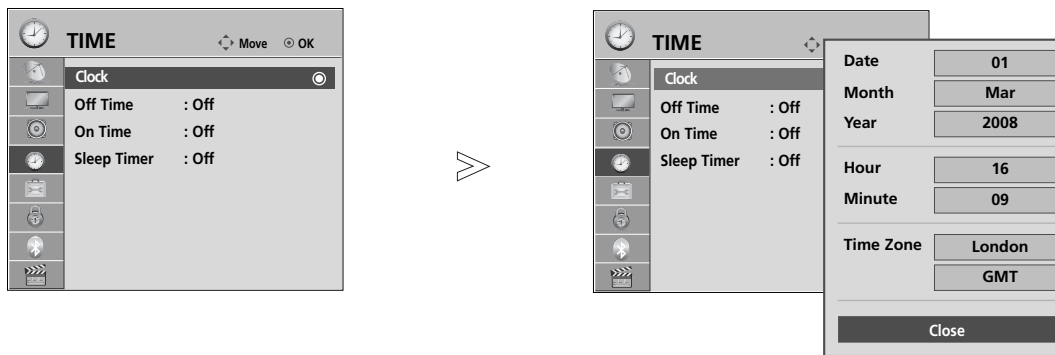 TIME
Move OK
Clock
Off Time : Off
On Time : Off
Sleep Timer : Off
TIME
Clock
Off Time : Off
On Time : Off
Sleep Timer : Off
Date 01
Month Mar
Year 2008
Hour 16
Minute 09
Time Zone London
GMT
Close